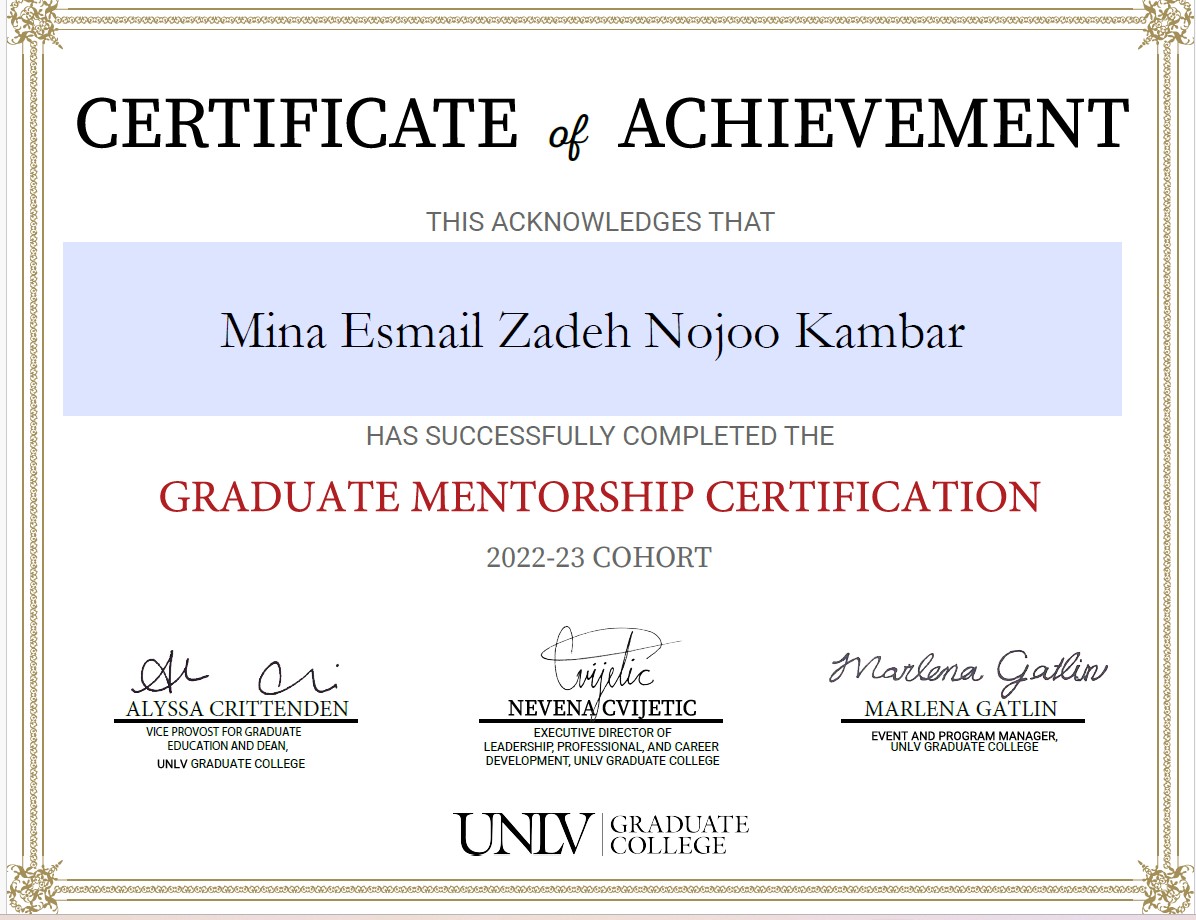 CERTIFICATE of ACHIEVEMENT
THIS ACKNOWLEDGES THAT
Mina Esmail Zadeh Nojoo Kambar
HAS SUCCESSFULLY COMPLETED THE
GRADUATE MENTORSHIP CERTIFICATION
2022-23 COHORT
ALYSSA CRITTENDEN
VICE PROVOST FOR GRADUATE
EDUCATION AND DEAN,
UNLV GRADUATE COLLEGE
Cvijetic
NEVENA CVIJETIC
EXECUTIVE DIRECTOR OF
LEADERSHIP, PROFESSIONAL, AND CAREER
DEVELOPMENT, UNLV GRADUATE COLLEGE
Marlena Gatlin
MARLENA GATLIN
EVENT AND PROGRAM MANAGER,
UNLV GRADUATE COLLEGE
UNLV GRADUATE
COLLEGE